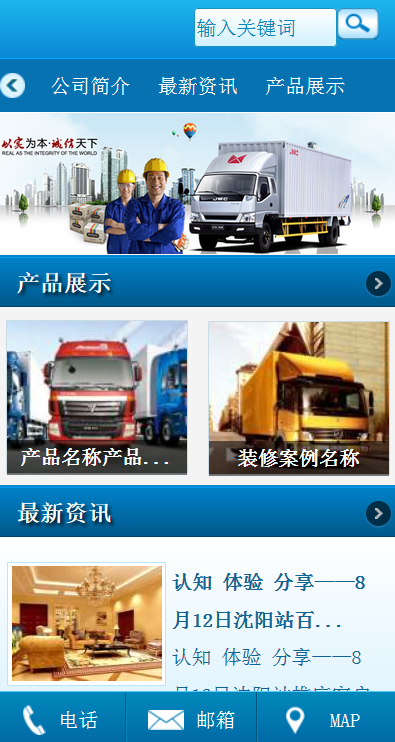 输入关键词
公司简介 最新资讯 产品展示
以实为本·诚信天下
REAL AS THE INTEGRITY OF THE WORLD
JMC
产品展示
产品名称产品...
装修案例名称
最新资讯
认知 体验 分享——8
月12日沈阳站百...
认知 体验 分享——8
电话 邮箱 MAP